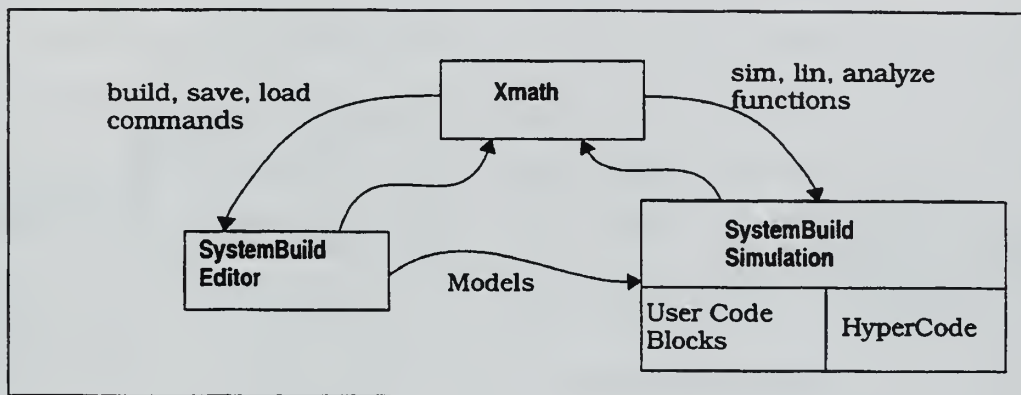 build, save, load
commands
Xmath
sim, lin, analyze
functions
SystemBuild
Editor
Models
SystemBuild
Simulation
User Code
Blocks
HyperCode